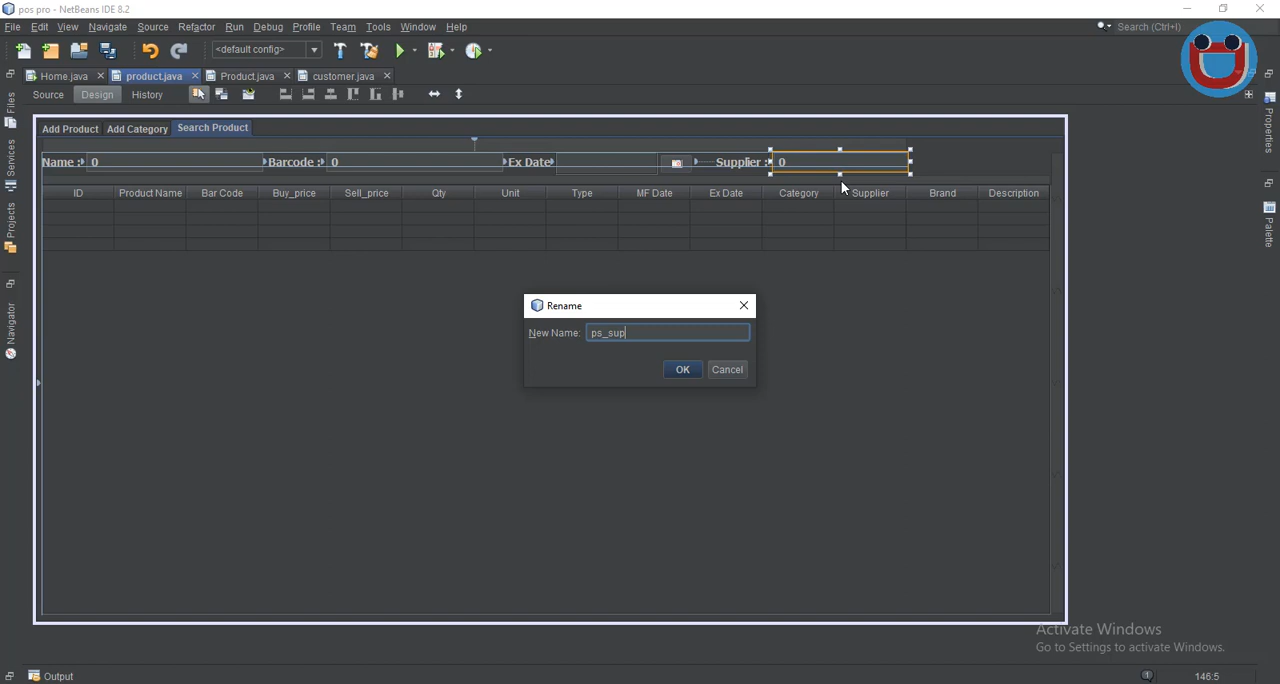 pos pro - NetBeans IDE 8.2
File Edit View Navigate Source Refactor Run Debug Profile Team Tools Window Help
Search (Ctrl+I)
<default config>
Home.java product.java Product.java customer.java
Source Design History
Files
Services
Projects
Navigator
Properties
Palette
Add Product Add Category Search Product
Name : 0 Barcode : 0 Ex Date Supplier : 0
ID Product Name Bar Code Buy_price Sell_price Qty Unit Type MF Date Ex Date Category Supplier Brand Description
Rename
New Name: ps_sup
OK Cancel
Activate Windows
Go to Settings to activate Windows.
Output
1
146:5